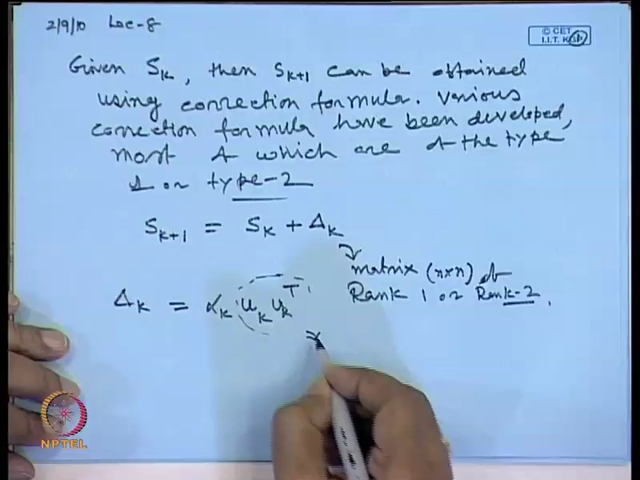 2/9/10 Lec-8
© CET
I.I.T. KGP
Given S_k, then S_{k+1} can be obtained
using correction formula. Various
correction formula have been developed,
most of which are of the type
1 or type-2
S_{k+1} = S_k + Δ_k
matrix (n×n) of
Rank 1 or Rank-2.
Δ_k = α_k u_k u_k^T
NPTEL